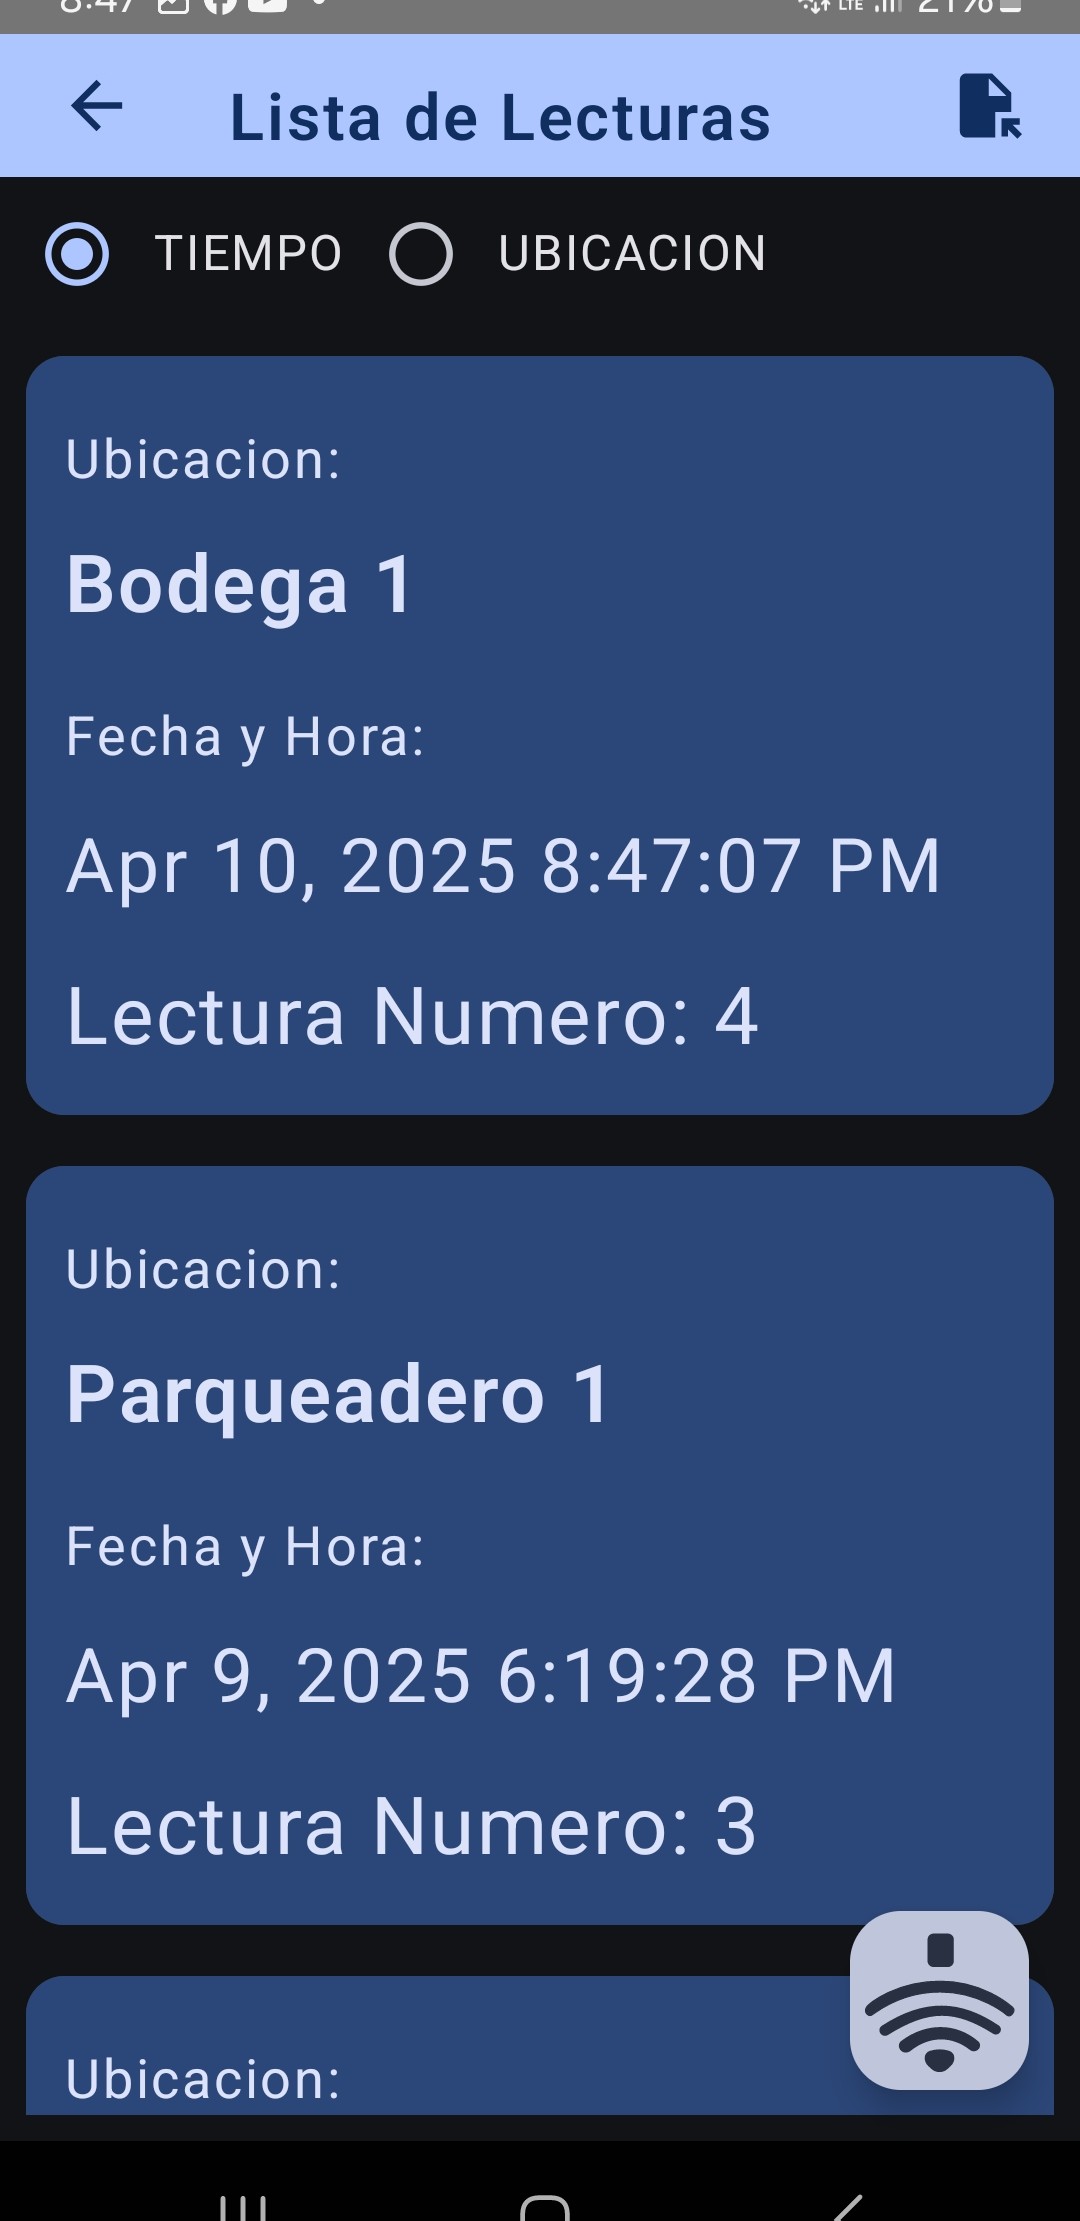 8:47 LTE 21%
Lista de Lecturas
TIEMPO UBICACION
Ubicacion:
Bodega 1
Fecha y Hora:
Apr 10, 2025 8:47:07 PM
Lectura Numero: 4
Ubicacion:
Parqueadero 1
Fecha y Hora:
Apr 9, 2025 6:19:28 PM
Lectura Numero: 3
Ubicacion: